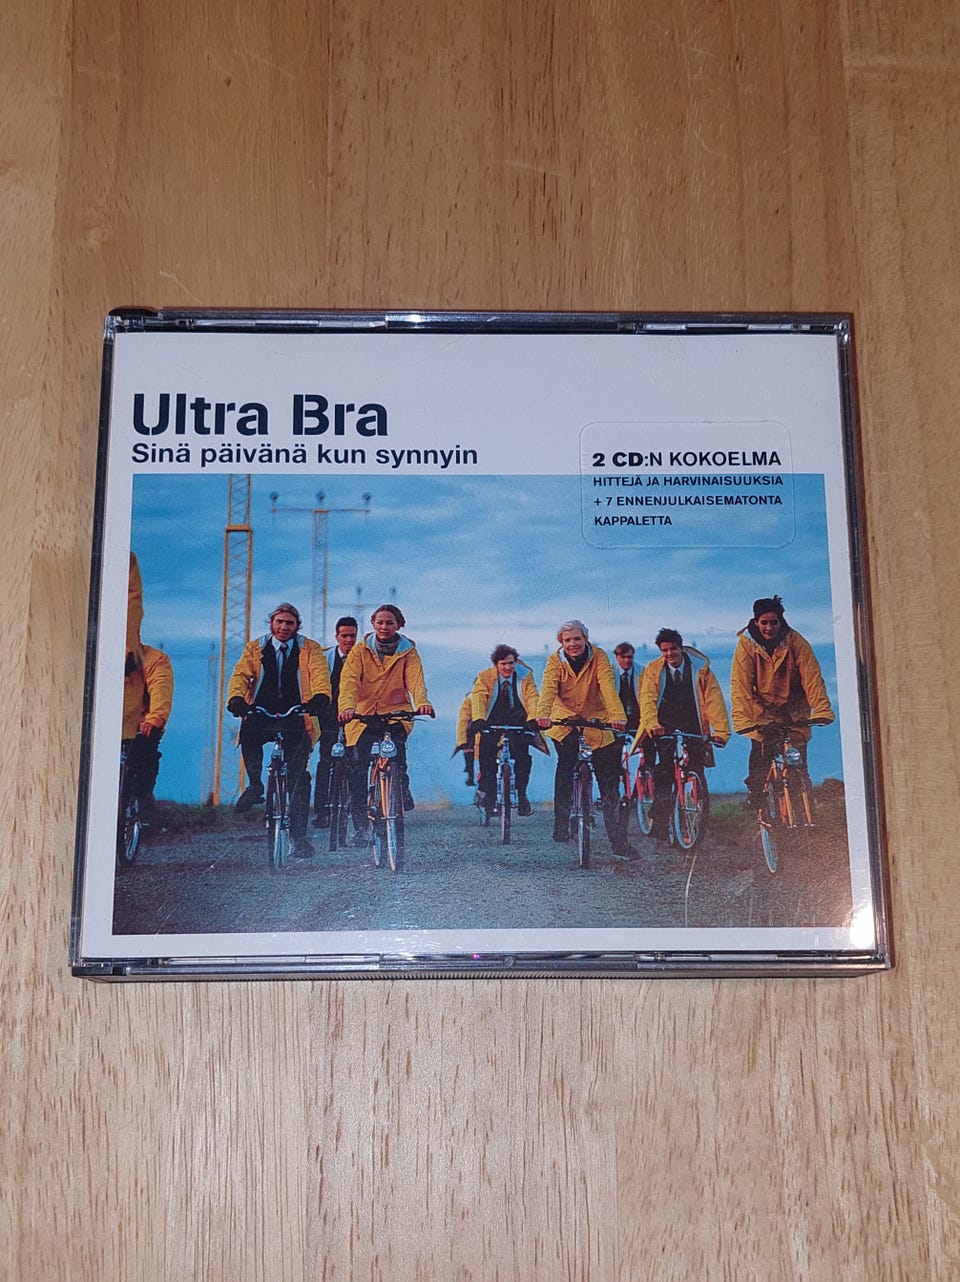 Ultra Bra
Sinä päivänä kun synnyin
2 CD:N KOKOELMA
HITTEJÄ JA HARVINAISUUKSIA
+ 7 ENNENJULKAISEMATONTA
KAPPALETTA